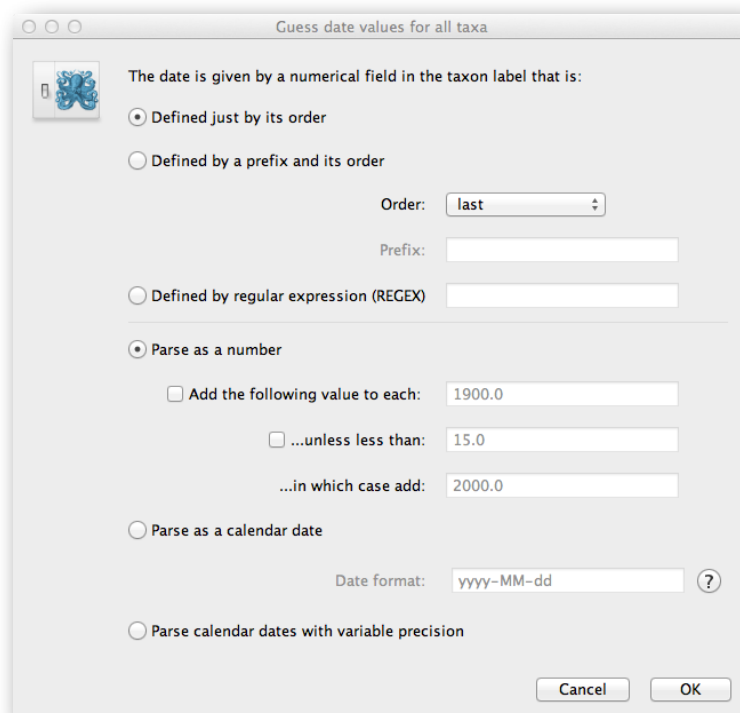 Guess date values for all taxa
The date is given by a numerical field in the taxon label that is:
Defined just by its order
Defined by a prefix and its order
Order: last
Prefix:
Defined by regular expression (REGEX)
Parse as a number
Add the following value to each: 1900.0
...unless less than: 15.0
...in which case add: 2000.0
Parse as a calendar date
Date format: yyyy-MM-dd ?
Parse calendar dates with variable precision
Cancel OK